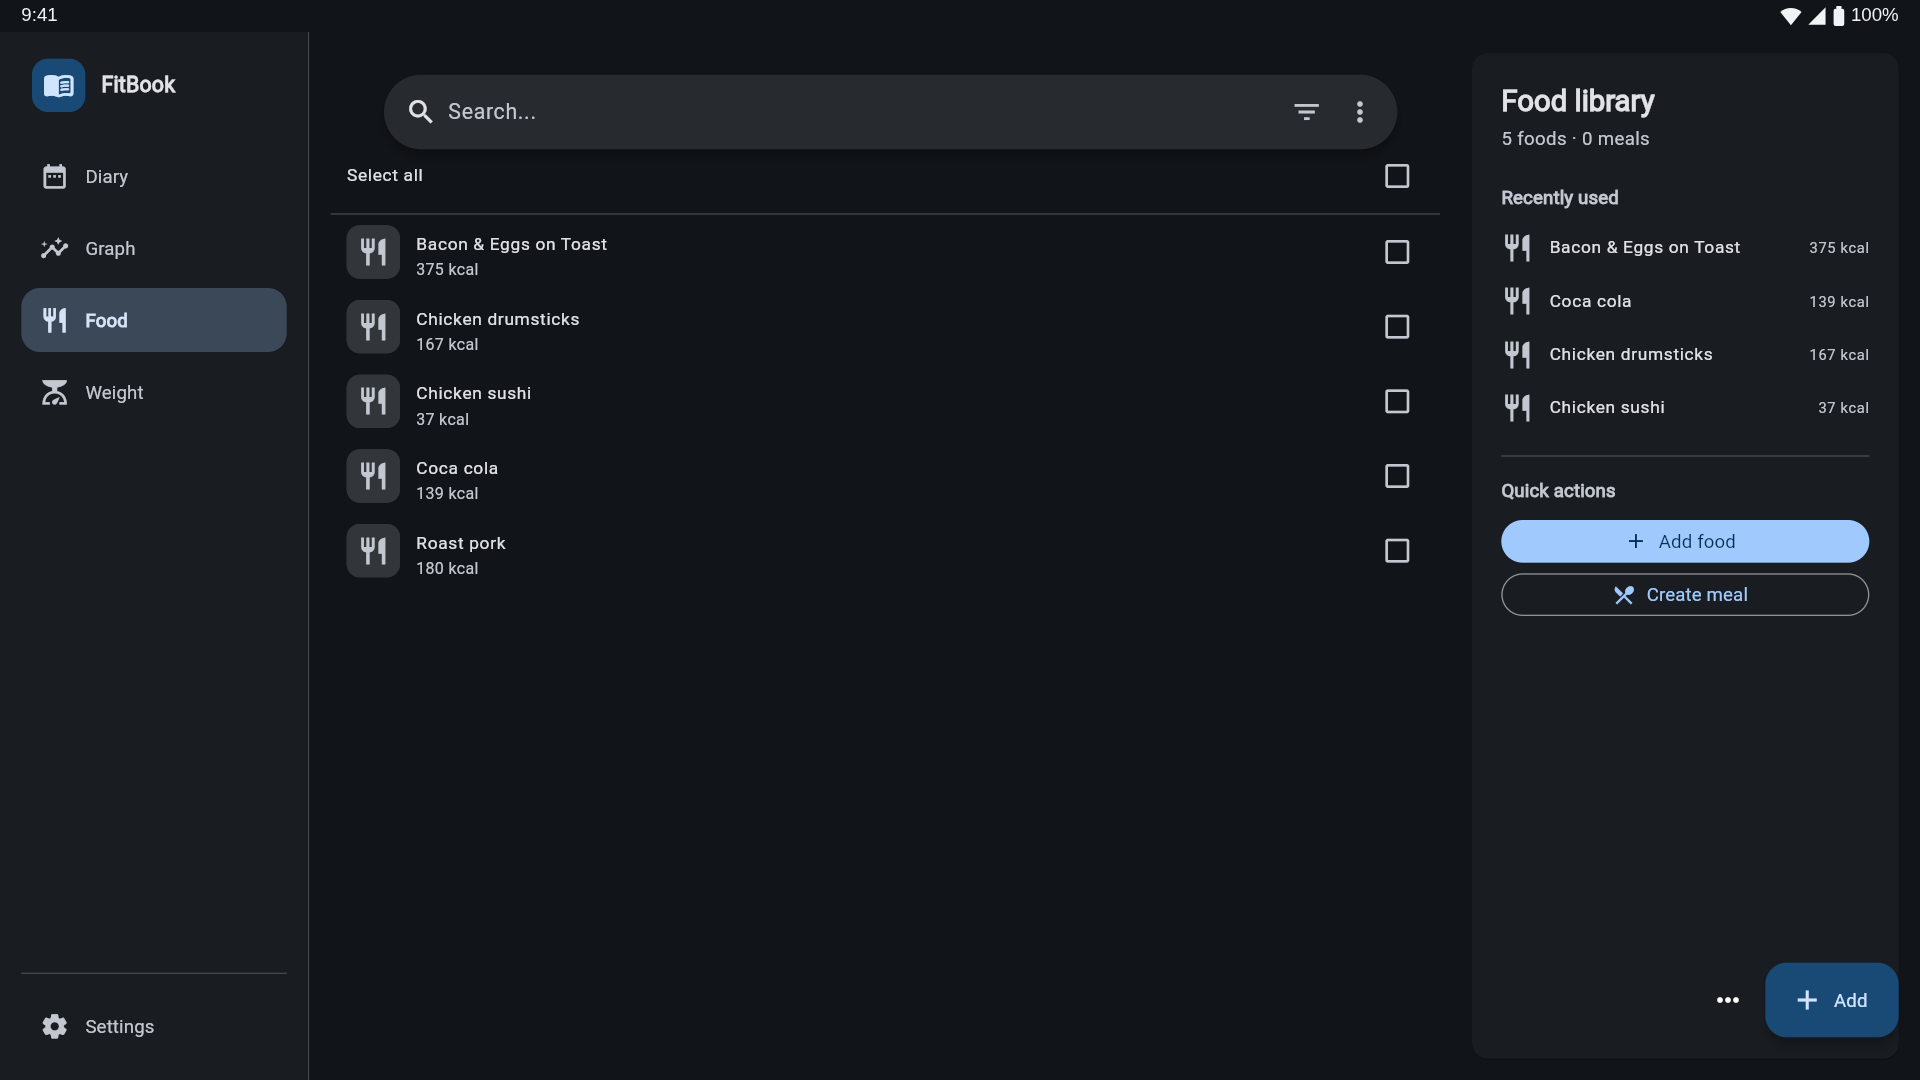 9:41
100%
FitBook
Diary
Graph
Food
Weight
Settings
Search...
Select all
Bacon & Eggs on Toast
375 kcal
Chicken drumsticks
167 kcal
Chicken sushi
37 kcal
Coca cola
139 kcal
Roast pork
180 kcal
Food library
5 foods · 0 meals
Recently used
Bacon & Eggs on Toast 375 kcal
Coca cola 139 kcal
Chicken drumsticks 167 kcal
Chicken sushi 37 kcal
Quick actions
Add food
Create meal
Add